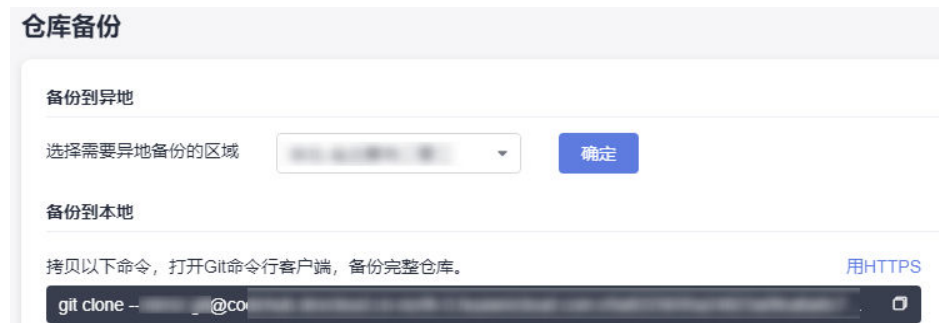 仓库备份
备份到异地
选择需要异地备份的区域 确定
备份到本地
拷贝以下命令，打开Git命令行客户端，备份完整仓库。 用HTTPS
git clone --